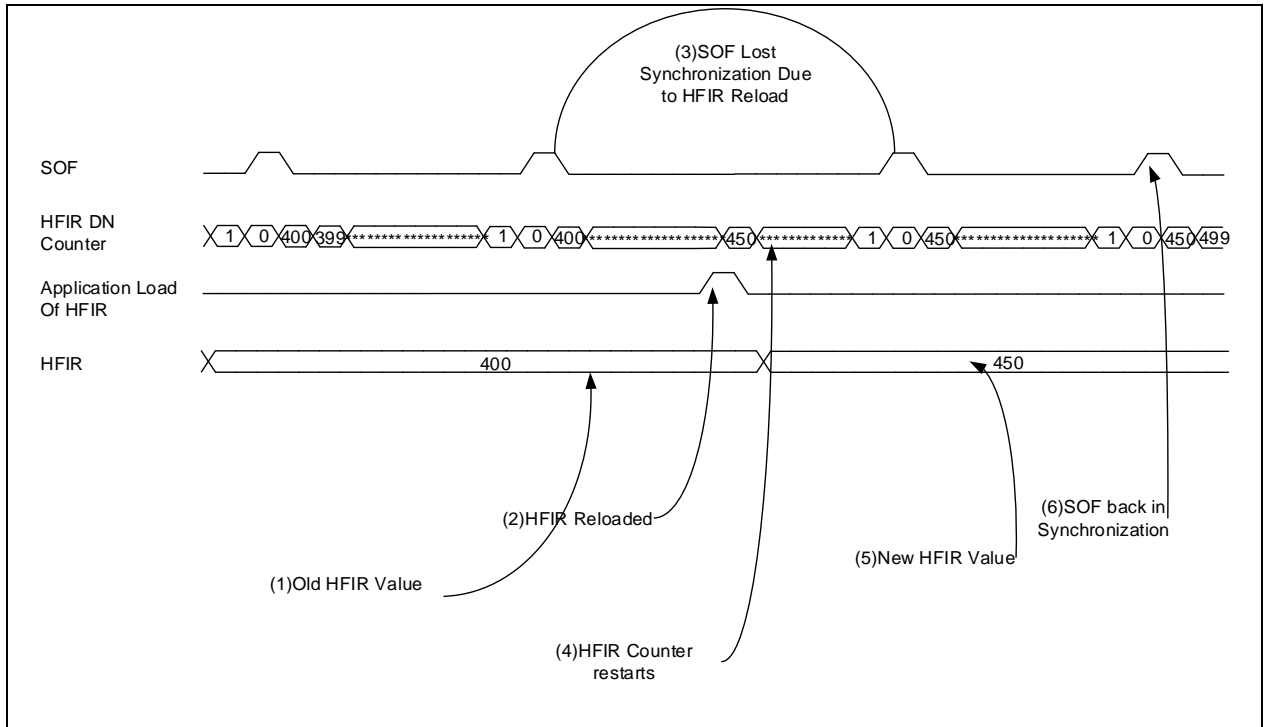 (3)SOF Lost
Synchronization Due
to HFIR Reload
SOF
HFIR DN
Counter
1 0 400 399 ***************** 1 0 400 **************** 450 *********** 1 0 450 ***************** 1 0 450 499
Application Load
Of HFIR
HFIR
400 450
(2)HFIR Reloaded
(6)SOF back in
Synchronization
(5)New HFIR Value
(1)Old HFIR Value
(4)HFIR Counter
restarts